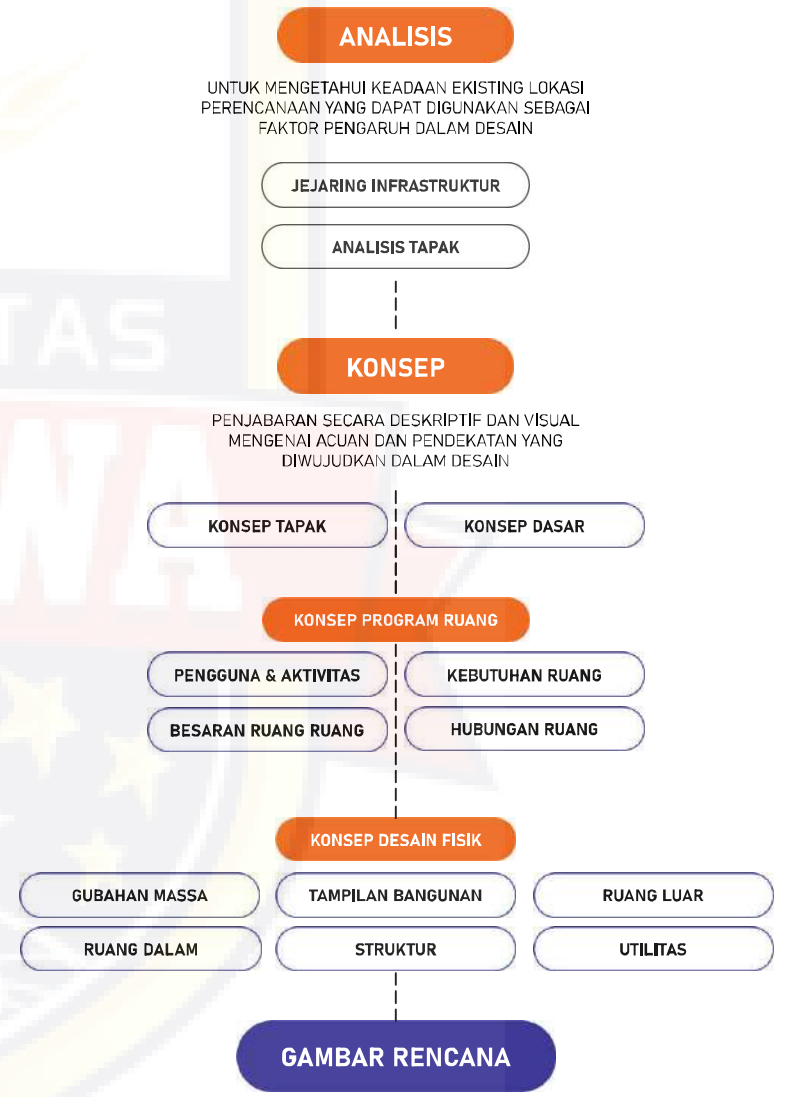 ANALISIS
UNTUK MENGETAHUI KEADAAN EKISTING LOKASI
PERENCANAAN YANG DAPAT DIGUNAKAN SEBAGAI
FAKTOR PENGARUH DALAM DESAIN
JEJARING INFRASTRUKTUR
ANALISIS TAPAK
KONSEP
PENJABARAN SECARA DESKRIPTIF DAN VISUAL
MENGENAI ACUAN DAN PENDEKATAN YANG
DIWUJUDKAN DALAM DESAIN
KONSEP TAPAK
KONSEP DASAR
KONSEP PROGRAM RUANG
PENGGUNA & AKTIVITAS
KEBUTUHAN RUANG
BESARAN RUANG RUANG
HUBUNGAN RUANG
KONSEP DESAIN FISIK
GUBAHAN MASSA
TAMPILAN BANGUNAN
RUANG LUAR
RUANG DALAM
STRUKTUR
UTILITAS
GAMBAR RENCANA
TAS
WA